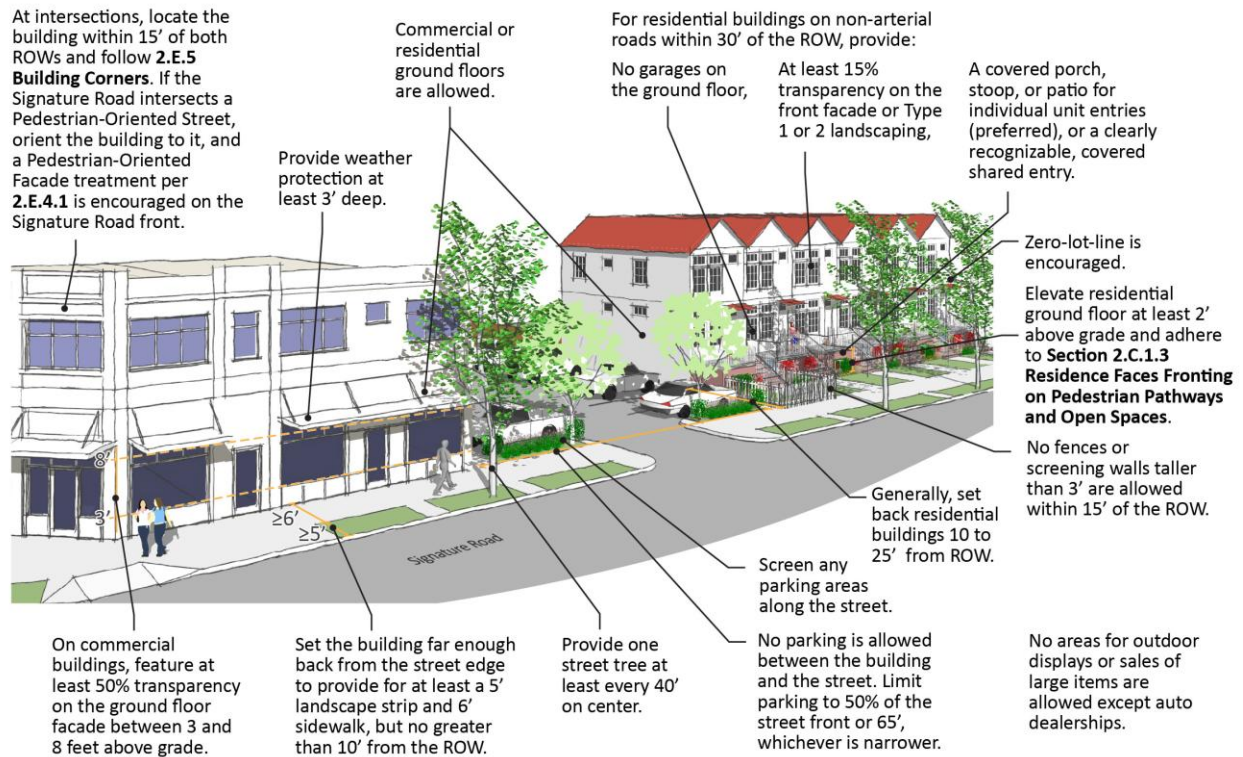 At intersections, locate the
building within 15' of both
ROWs and follow 2.E.5
Building Corners. If the
Signature Road intersects a
Pedestrian-Oriented Street,
orient the building to it, and
a Pedestrian-Oriented
Facade treatment per
2.E.4.1 is encouraged on the
Signature Road front.
Provide weather
protection at
least 3' deep.
Commercial or
residential
ground floors
are allowed.
For residential buildings on non-arterial
roads within 30' of the ROW, provide:
No garages on
the ground floor,
At least 15%
transparency on the
front facade or Type
1 or 2 landscaping,
A covered porch,
stoop, or patio for
individual unit entries
(preferred), or a clearly
recognizable, covered
shared entry.
Zero-lot-line is
encouraged.
Elevate residential
ground floor at least 2'
above grade and adhere
to Section 2.C.1.3
Residence Faces Fronting
on Pedestrian Pathways
and Open Spaces.
No fences or
screening walls taller
than 3' are allowed
within 15' of the ROW.
8'
3'
≥6'
≥5'
Signature Road
Generally, set
back residential
buildings 10 to
25' from ROW.
Screen any
parking areas
along the street.
On commercial
buildings, feature at
least 50% transparency
on the ground floor
facade between 3 and
8 feet above grade.
Set the building far enough
back from the street edge
to provide for at least a 5'
landscape strip and 6'
sidewalk, but no greater
than 10' from the ROW.
Provide one
street tree at
least every 40'
on center.
No parking is allowed
between the building
and the street. Limit
parking to 50% of the
street front or 65',
whichever is narrower.
No areas for outdoor
displays or sales of
large items are
allowed except auto
dealerships.